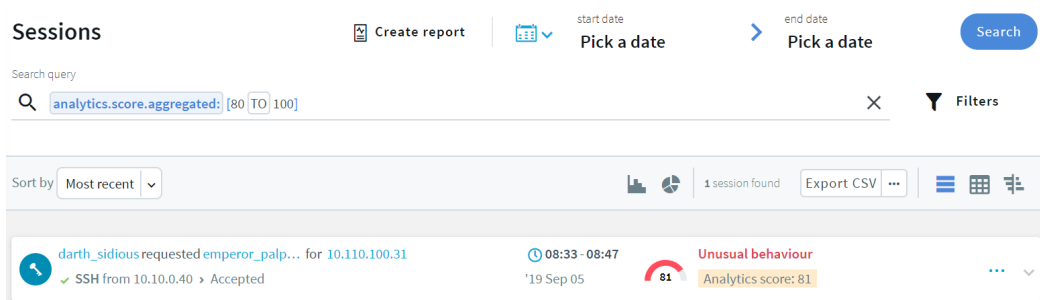 Sessions
Create report
start date
Pick a date
end date
Pick a date
Search
Search query
analytics.score.aggregated: [80 TO 100]
Filters
Sort by Most recent
1 session found
Export CSV ...
darth_sidious requested emperor_palp... for 10.110.100.31
08:33 - 08:47
Unusual behaviour
SSH from 10.10.0.40 > Accepted
'19 Sep 05
81
Analytics score: 81